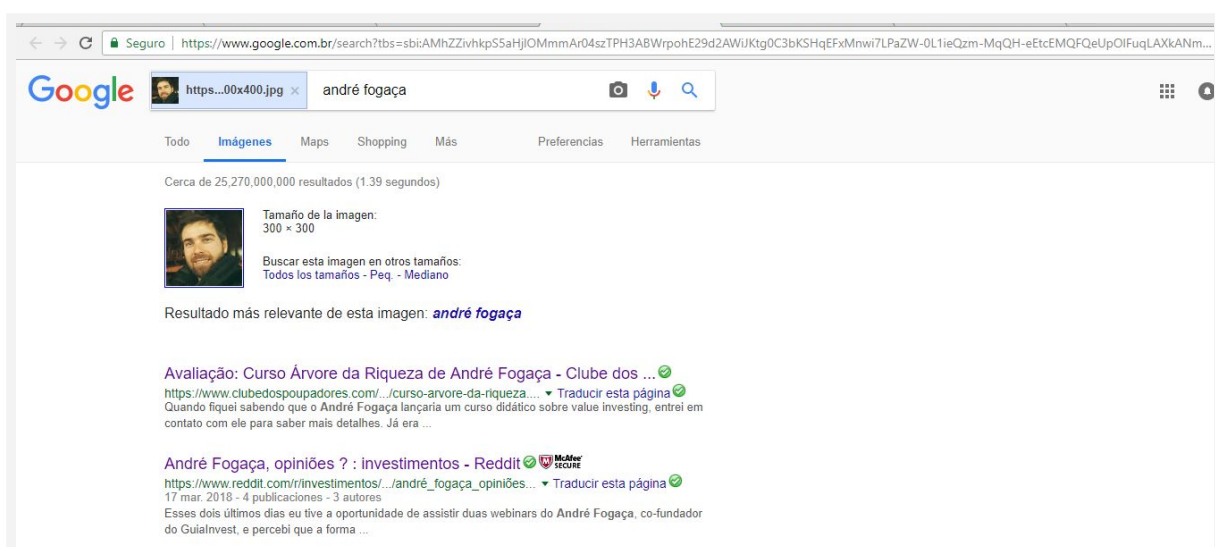 Seguro | https://www.google.com.br/search?tbs=sbi:AMhZZivhkpS5aHjIOMmmAr04szTPH3ABWrpohE29d2AWiJKtg0C3bKSHqEFxMnwi7LPaZW-0L1ieQzm-MqQH-eEtcEMQFQeUpOIFuqLAXkANm...
Google https...00x400.jpg × andré fogaça
Todo Imágenes Maps Shopping Más Preferencias Herramientas
Cerca de 25,270,000,000 resultados (1.39 segundos)
Tamaño de la imagen:
300 × 300
Buscar esta imagen en otros tamaños:
Todos los tamaños - Peq. - Mediano
Resultado más relevante de esta imagen: andré fogaça
Avaliação: Curso Árvore da Riqueza de André Fogaça - Clube dos ...
https://www.clubedospoupadores.com/.../curso-arvore-da-riqueza.... ▾ Traducir esta página
Quando fiquei sabendo que o André Fogaça lançaria um curso didático sobre value investing, entrei em
contato com ele para saber mais detalhes. Já era ...
André Fogaça, opiniões ? : investimentos - Reddit McAfee SECURE
https://www.reddit.com/r/investimentos/.../andré_fogaça_opiniões... ▾ Traducir esta página
17 mar. 2018 - 4 publicaciones - 3 autores
Esses dois últimos dias eu tive a oportunidade de assistir duas webinars do André Fogaça, co-fundador
do GuiaInvest, e percebi que a forma ...